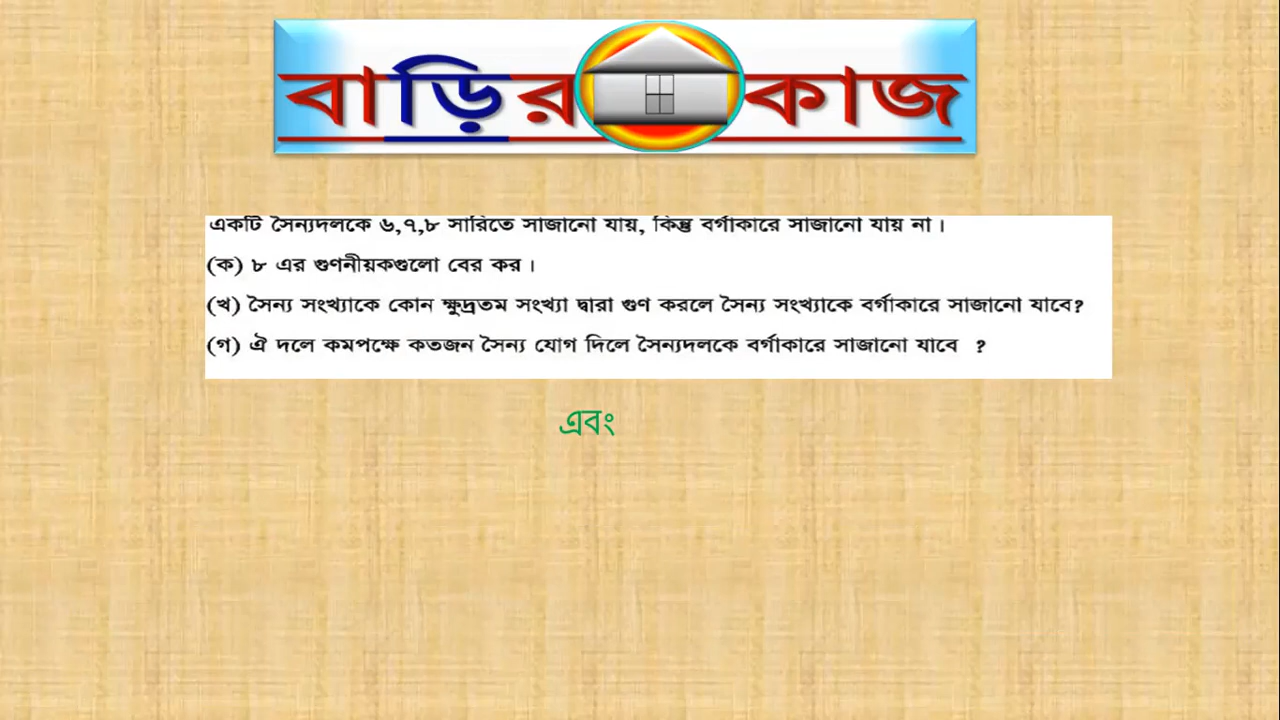 বাড়ির কাজ
একটি সৈন্যদলকে ৬,৭,৮ সারিতে সাজানো যায়, কিন্তু বর্গাকারে সাজানো যায় না।
(ক) ৮ এর গুণনীয়কগুলো বের কর।
(খ) সৈন্য সংখ্যাকে কোন ক্ষুদ্রতম সংখ্যা দ্বারা গুণ করলে সৈন্য সংখ্যাকে বর্গাকারে সাজানো যাবে?
(গ) ঐ দলে কমপক্ষে কতজন সৈন্য যোগ দিলে সৈন্যদলকে বর্গাকারে সাজানো যাবে ?
এবং